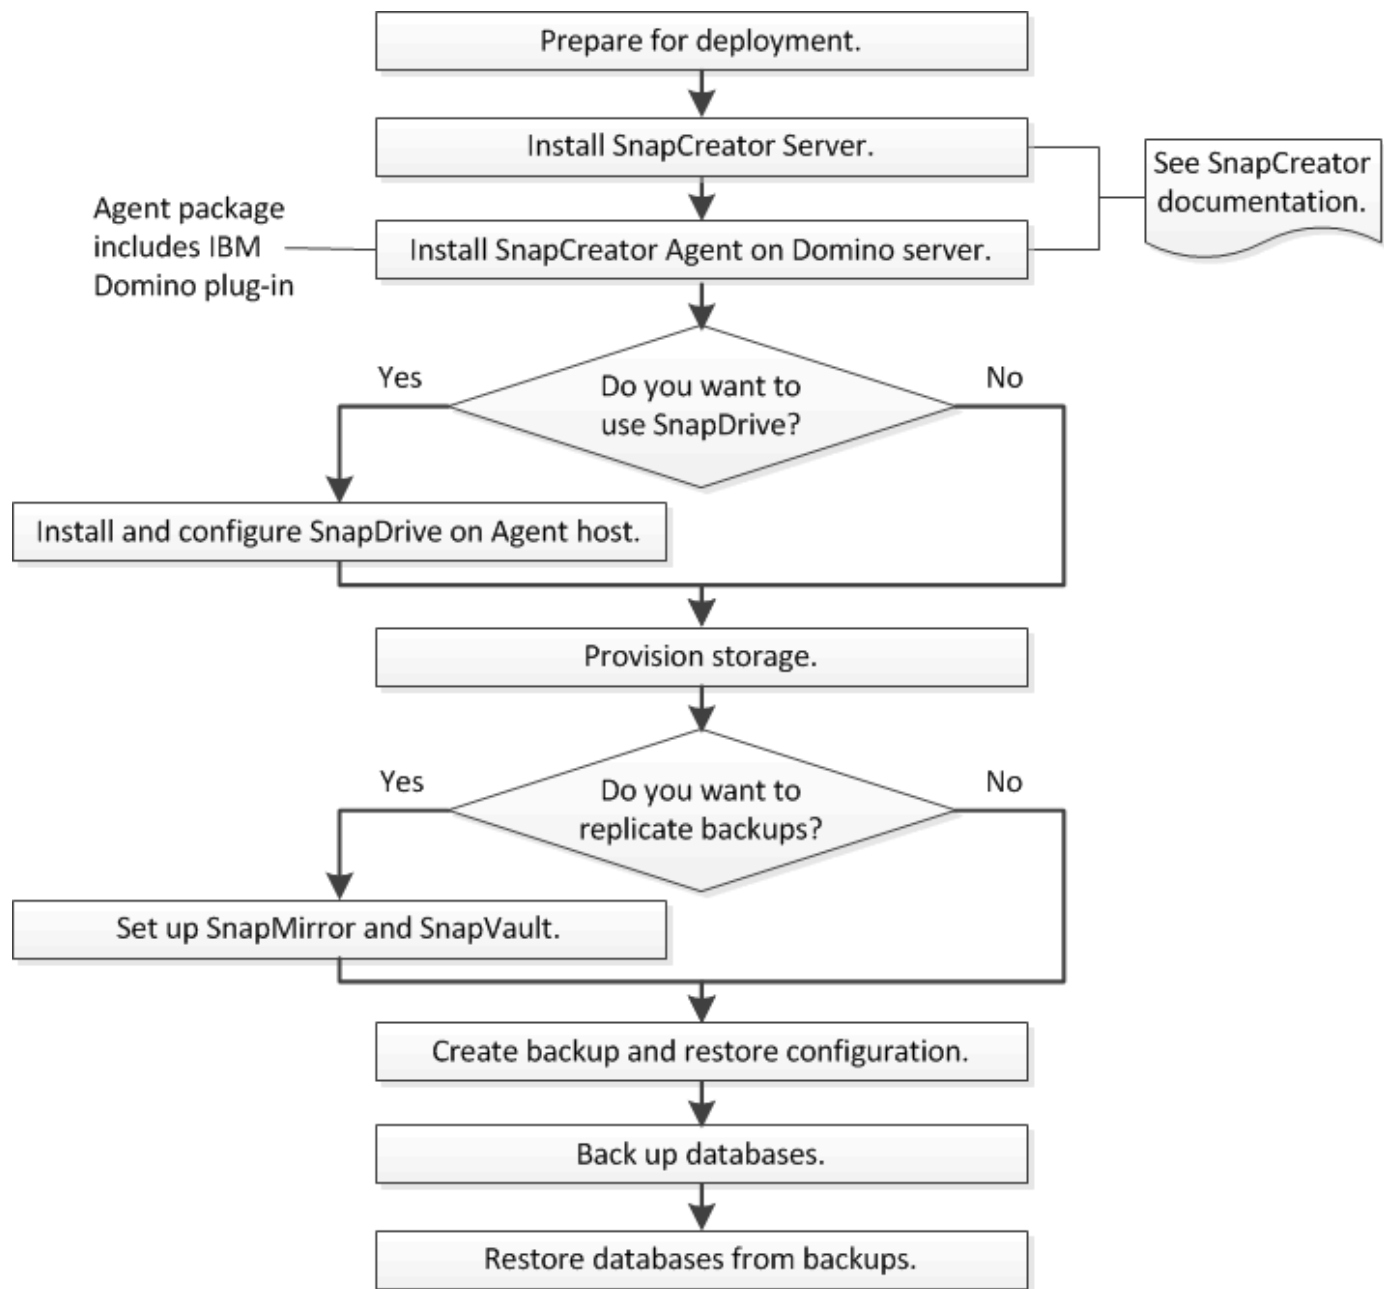 Prepare for deployment.
Install SnapCreator Server.
See SnapCreator
documentation.
Agent package
includes IBM
Domino plug-in
Install SnapCreator Agent on Domino server.
Yes
Do you want to
use SnapDrive?
No
Install and configure SnapDrive on Agent host.
Provision storage.
Yes
Do you want to
replicate backups?
No
Set up SnapMirror and SnapVault.
Create backup and restore configuration.
Back up databases.
Restore databases from backups.